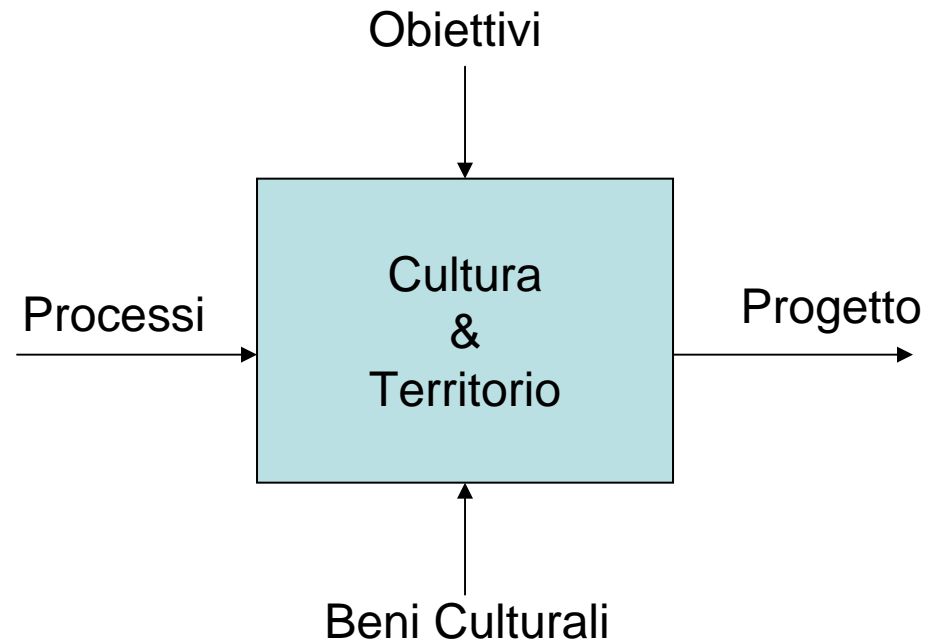 Obiettivi
Processi
Cultura
&
Territorio
Progetto
Beni Culturali